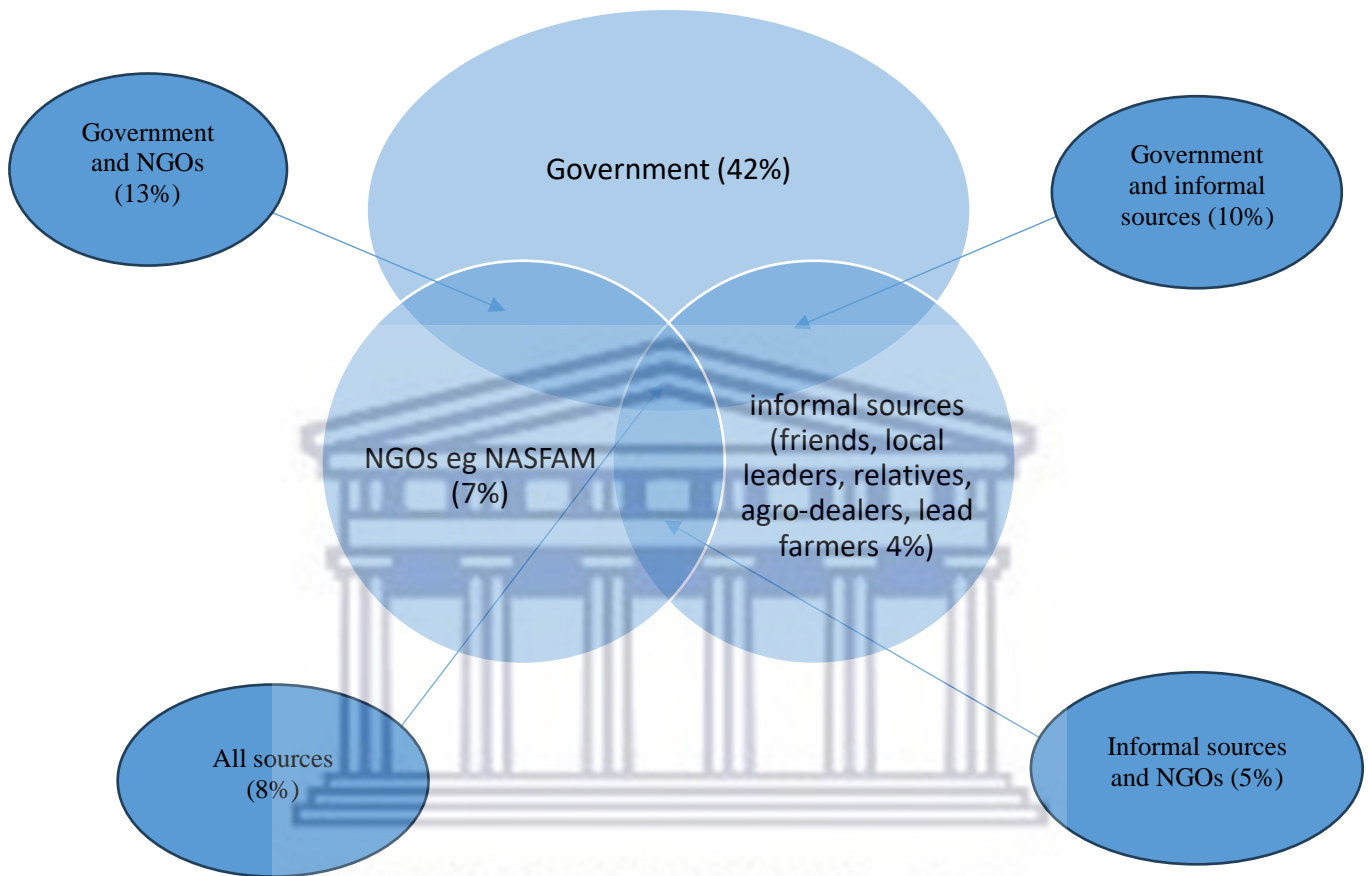 Government
and NGOs
(13%)
Government (42%)
Government
and informal
sources (10%)
NGOs eg NASFAM
(7%)
informal sources
(friends, local
leaders, relatives,
agro-dealers, lead
farmers 4%)
All sources
(8%)
Informal sources
and NGOs (5%)